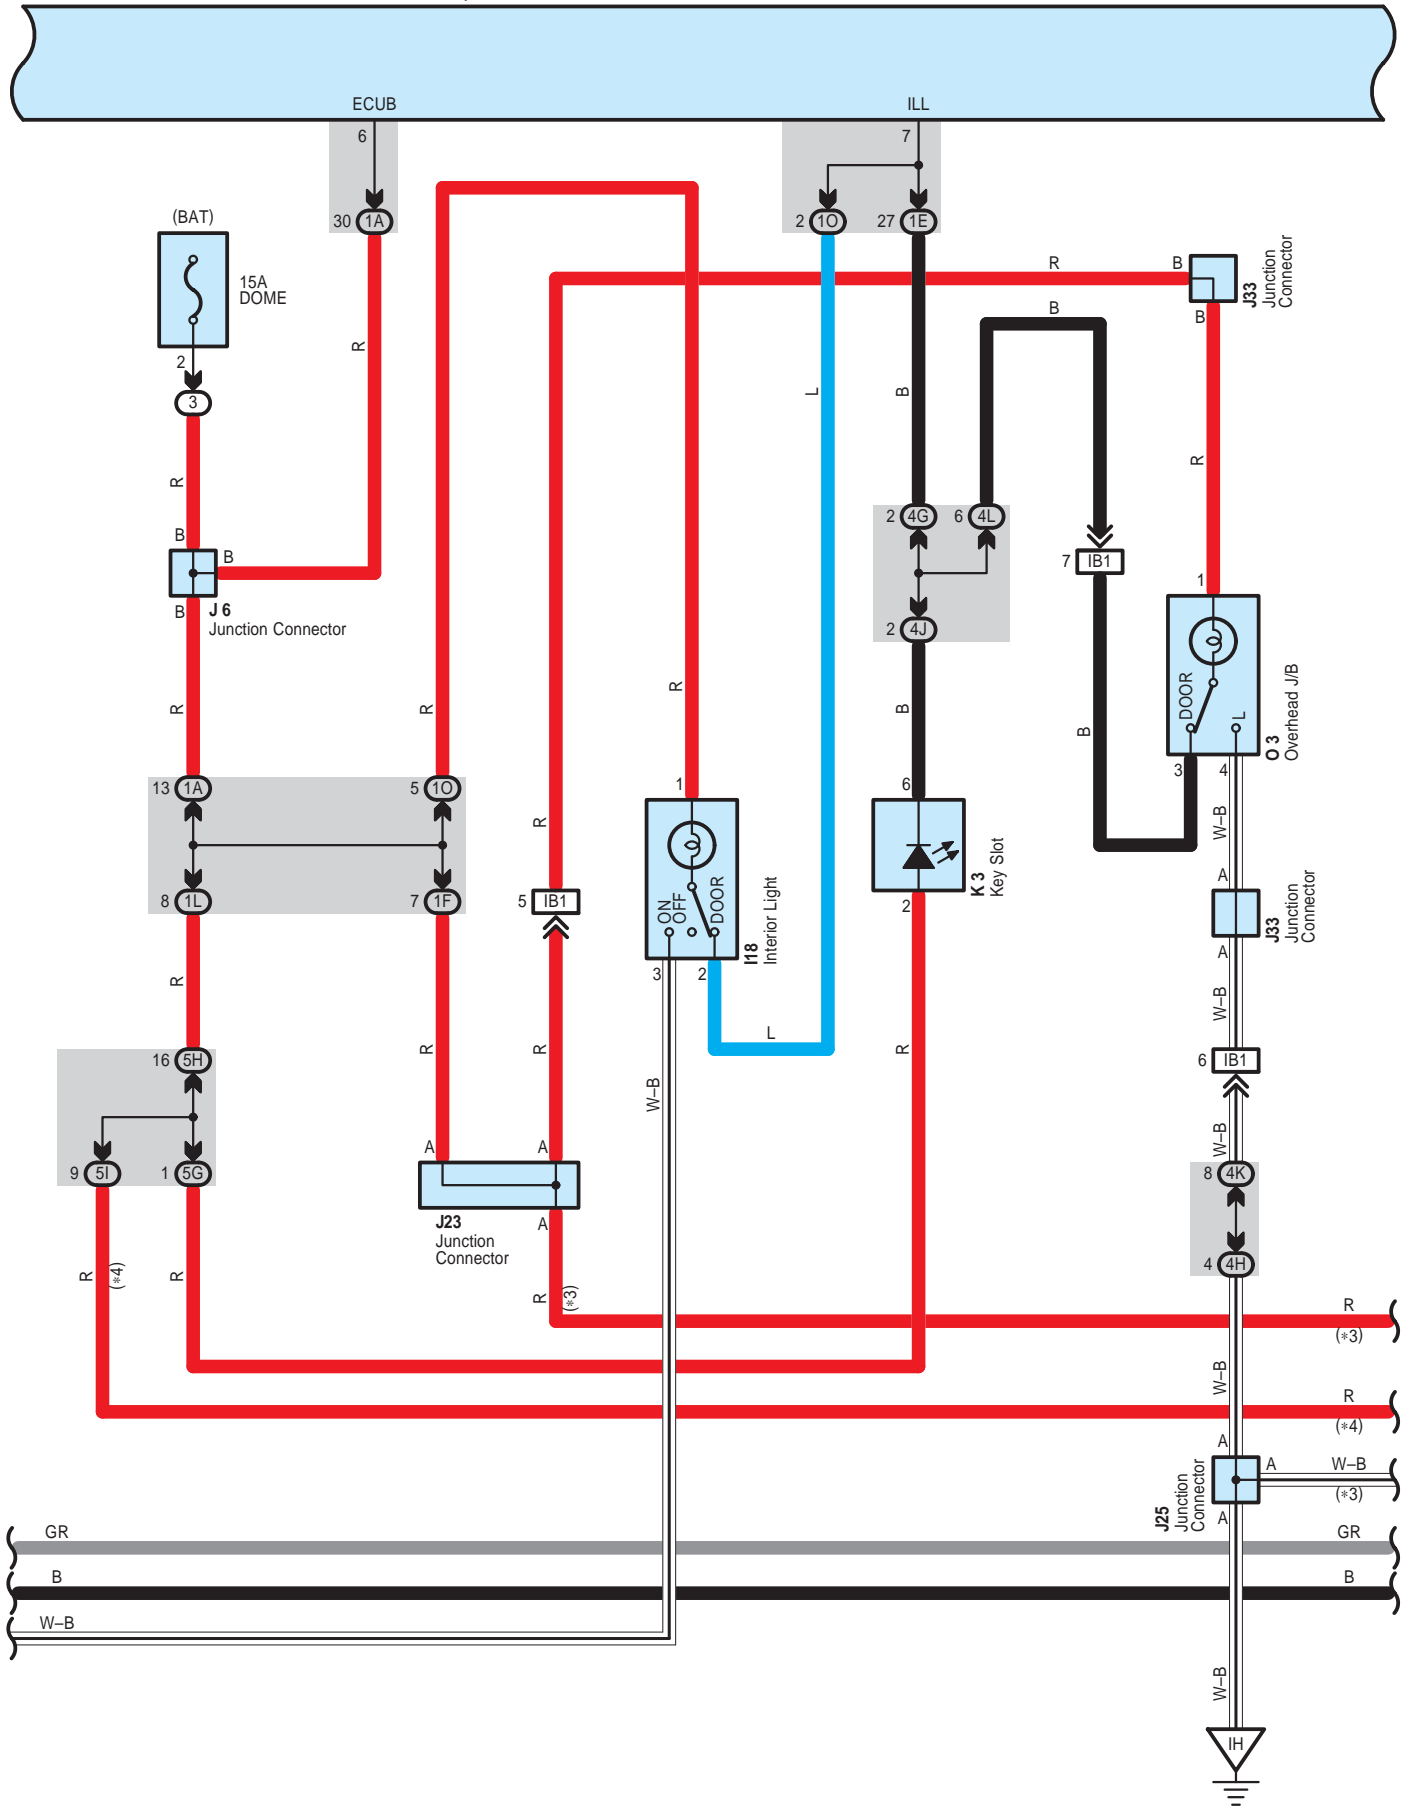 ECUB
ILL
6
7
30 1A
2 1O
27 1E
(BAT)
15A
DOME
R
B
J33
Junction
Connector
B
R
B
B
2
3
R
L
B
R
R
B
B
2 4G
6 4L
7 IB1
B
J 6
Junction Connector
2 4J
1
DOOR
L
O 3
Overhead J/B
R
R
R
B
B
3
4
13 1A
5 1O
1
6
R
W–B
ON
OFF
DOOR
I18
Interior Light
K 3
Key Slot
A
J33
Junction
Connector
8 1L
7 1F
5 IB1
2
A
3
2
R
W–B
L
R
R
R
16 5H
6 IB1
W–B
W–B
A
A
9 5I
1 5G
8 4K
J23
Junction
Connector
A
4 4H
R
(*4)
R
R
(*3)
R
(*3)
W–B
R
(*4)
A
A
W–B
(*3)
J25
Junction
Connector
A
GR
GR
B
B
W–B
W–B
IH